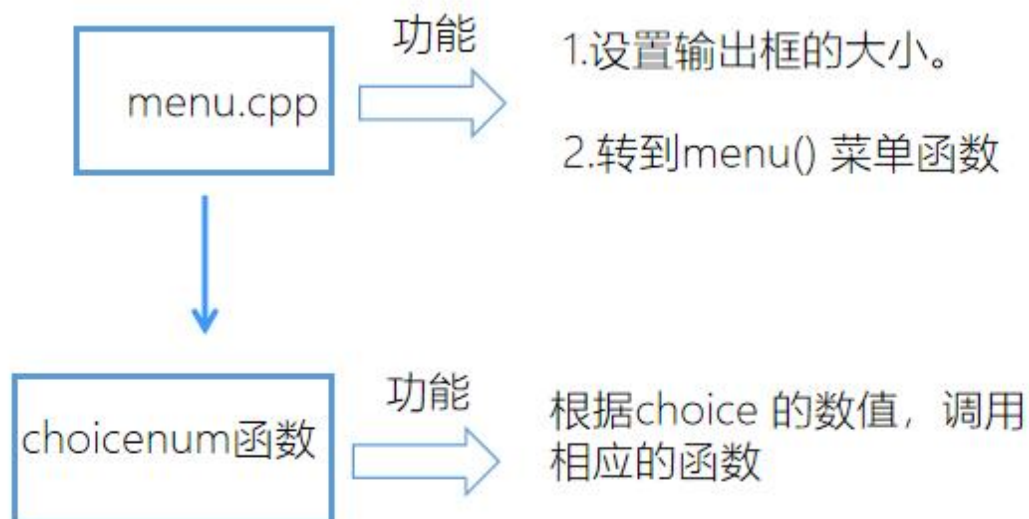 功能
1.设置输出框的大小。
menu.cpp
2.转到menu() 菜单函数
功能
choicenum函数
根据choice 的数值，调用
相应的函数